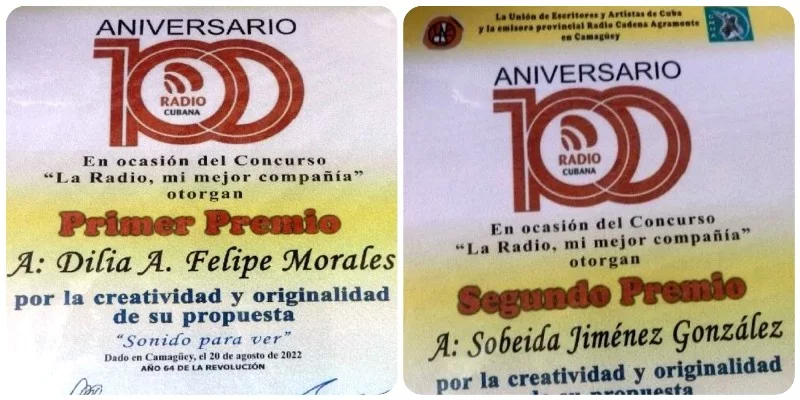 ANIVERSARIO
100
RADIO
CUBANA
En ocasión del Concurso
“La Radio, mi mejor compañía”
otorgan
Primer Premio
A: Dilia A. Felipe Morales
por la creatividad y originalidad
de su propuesta
“Sonido para ver”
Dado en Camagüey, el 20 de agosto de 2022
AÑO 64 DE LA REVOLUCIÓN
La Unión de Escritores y Artistas de Cuba
y la emisora provincial Radio Cadena Agramonte
en Camagüey
ANIVERSARIO
100
RADIO
CUBANA
En ocasión del Concurso
“La Radio, mi mejor compañía”
otorgan
Segundo Premio
A: Sobeida Jiménez González
por la creatividad y originalidad
de su propuesta